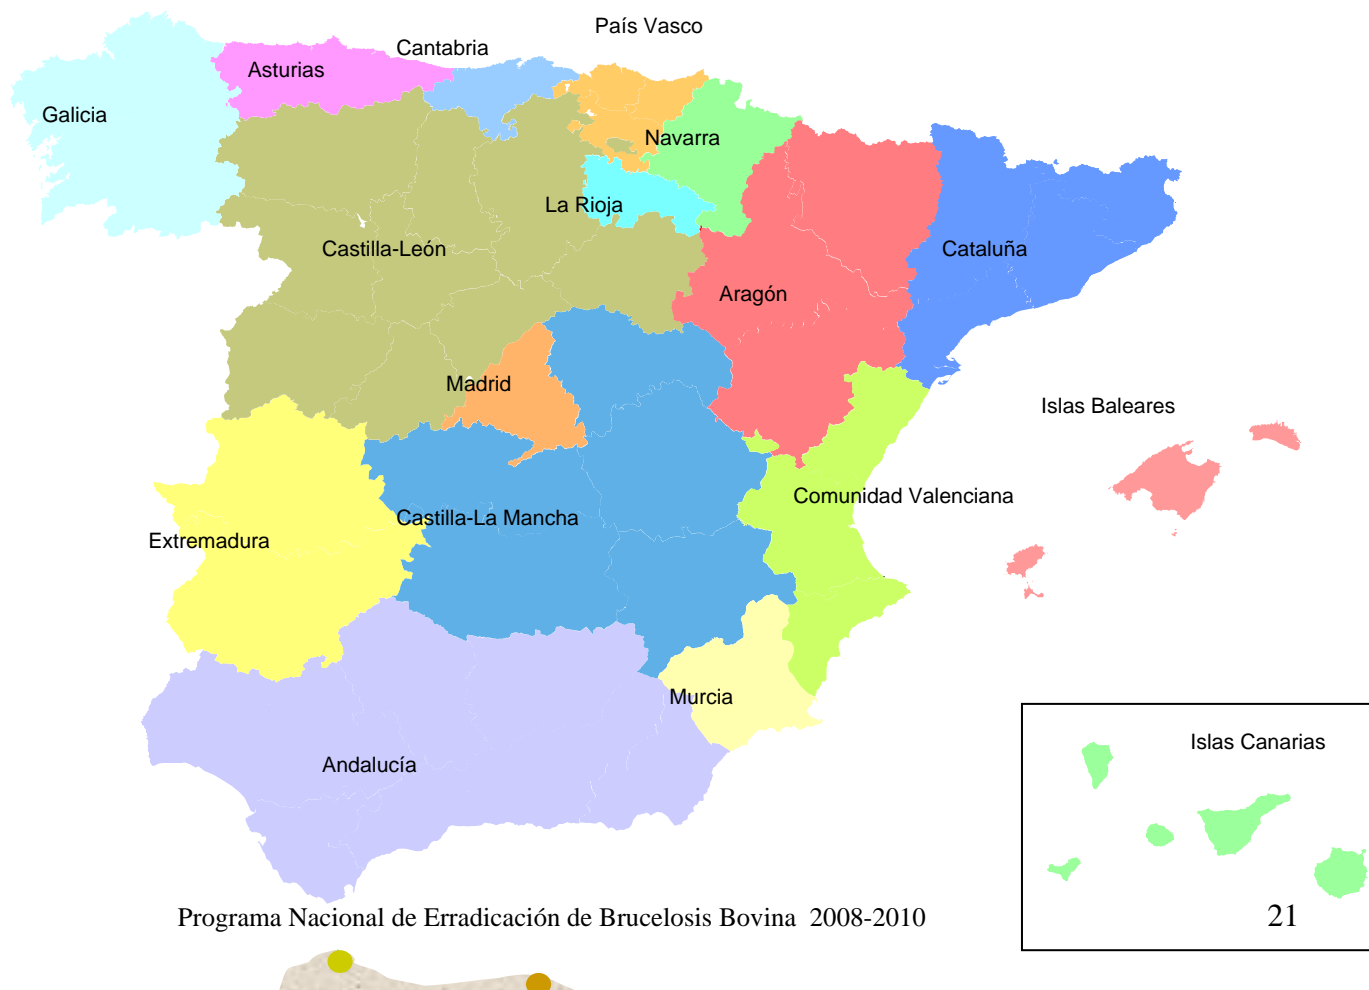 País Vasco
Cantabria
Asturias
Galicia
Navarra
La Rioja
Castilla-León
Cataluña
Aragón
Madrid
Islas Baleares
Comunidad Valenciana
Castilla-La Mancha
Extremadura
Murcia
Islas Canarias
Andalucía
Programa Nacional de Erradicación de Brucelosis Bovina 2008-2010
21